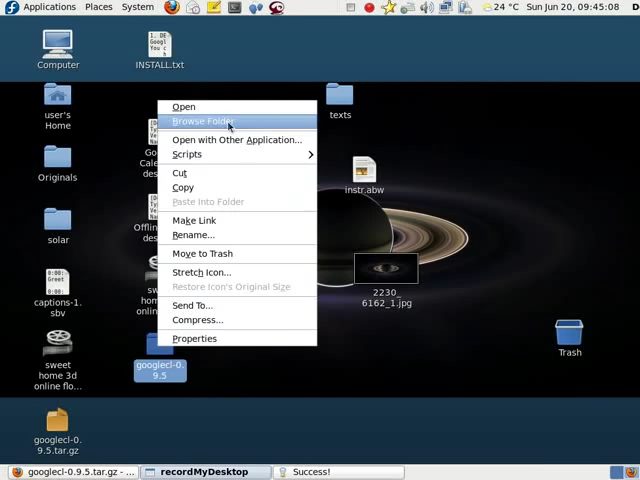 Applications Places System
24 °C Sun Jun 20, 09:45:08
Computer
INSTALL.txt
user's
Home
texts
Originals
instr.abw
solar
captions-1.
sbv
2230_
6162_1.jpg
sweet
home 3d
online flo...
googlecl-0.
9.5
Trash
googlecl-0.
9.5.tar.gz
Open
Browse Folder
Open with Other Application...
Scripts
Cut
Copy
Paste Into Folder
Make Link
Rename...
Move to Trash
Stretch Icon...
Restore Icon's Original Size
Send To...
Compress...
Properties
googlecl-0.9.5.tar.gz - ...
recordMyDesktop
Success!